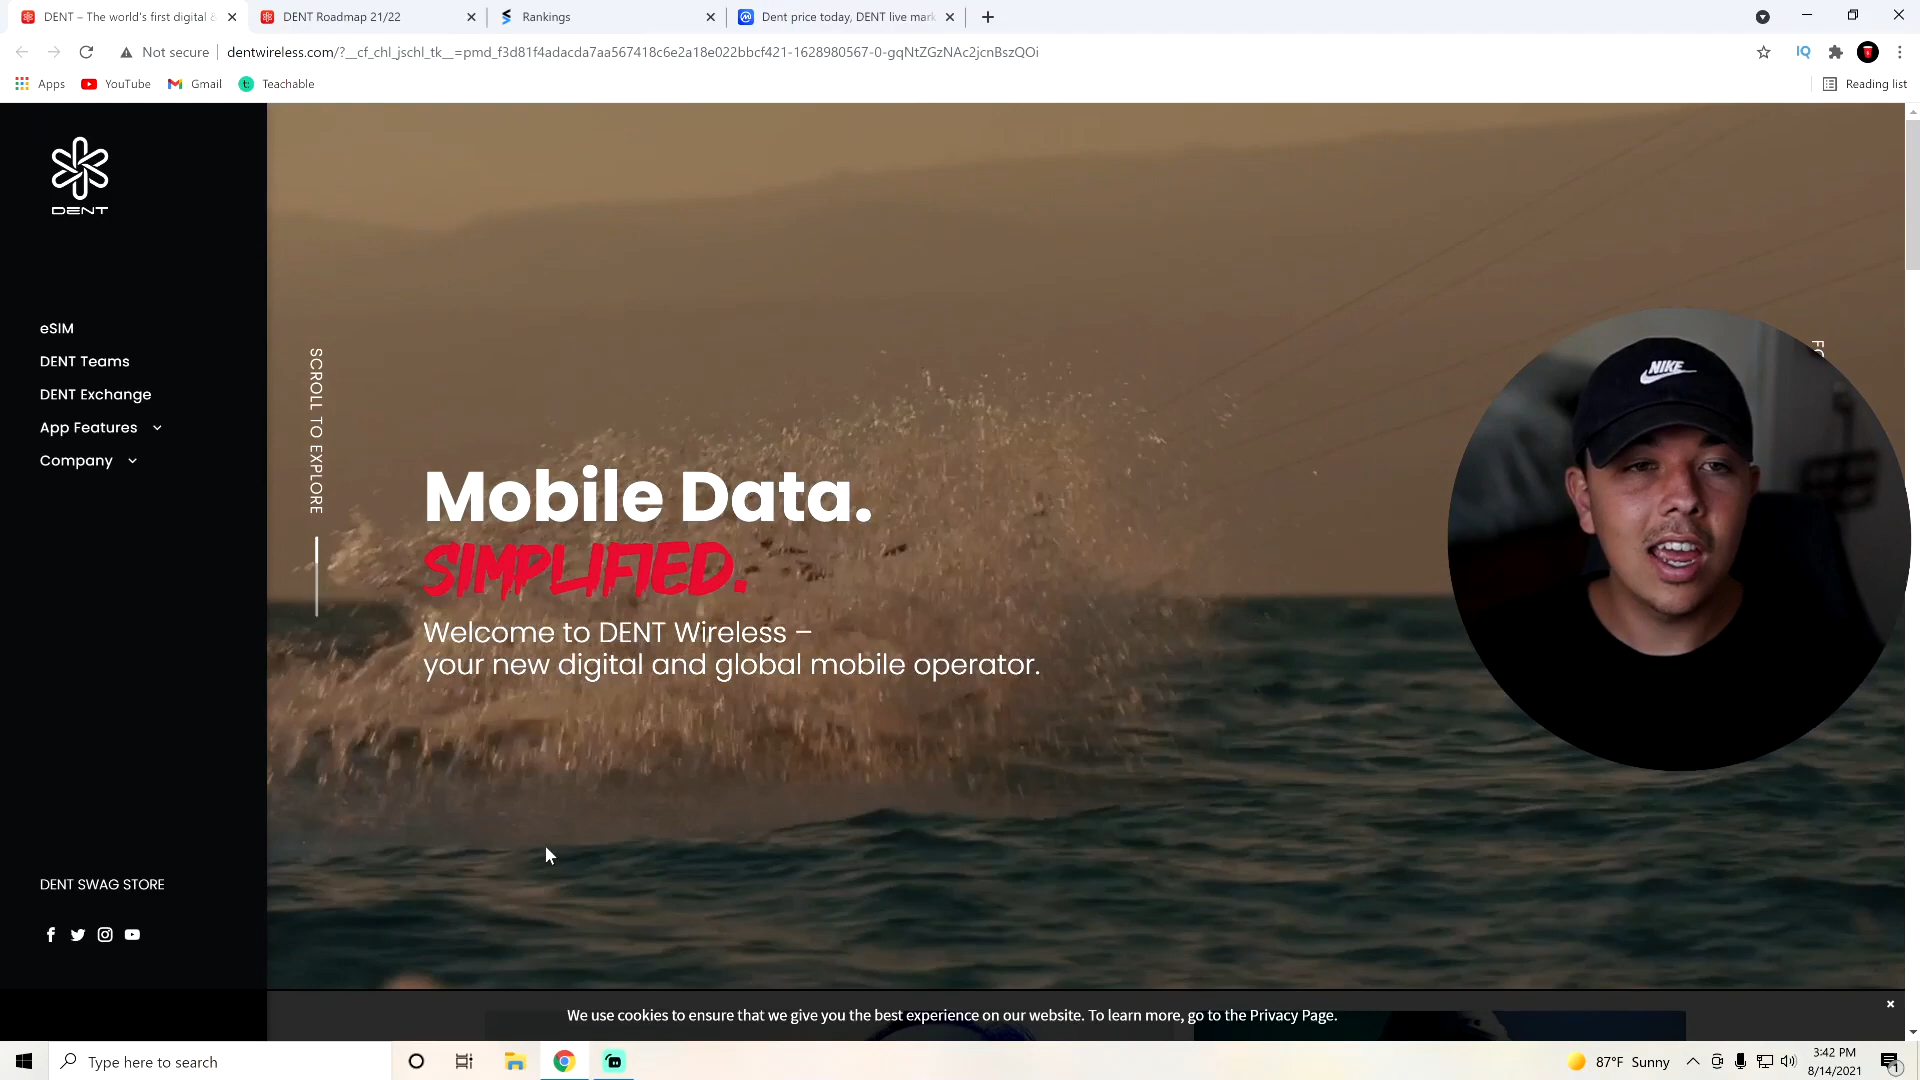 DENT – The world's first digital &
DENT Roadmap 21/22
Rankings
Dent price today, DENT live mark
Not secure
dentwireless.com/?__cf_chl_jschl_tk__=pmd_f3d81f4adacda7aa567418c6e2a18e022bbcf421-1628980567-0-gqNtZGzNAc2jcnBszQOi
IQ
Apps
YouTube
Gmail
Teachable
Reading list
DENT
eSIM
DENT Teams
DENT Exchange
App Features
Company
DENT SWAG STORE
SCROLL TO EXPLORE
Mobile Data.
SIMPLIFIED.
Welcome to DENT Wireless –
your new digital and global mobile operator.
NIKE
We use cookies to ensure that we give you the best experience on our website. To learn more, go to the Privacy Page.
Type here to search
87°F Sunny
3:42 PM
8/14/2021
1